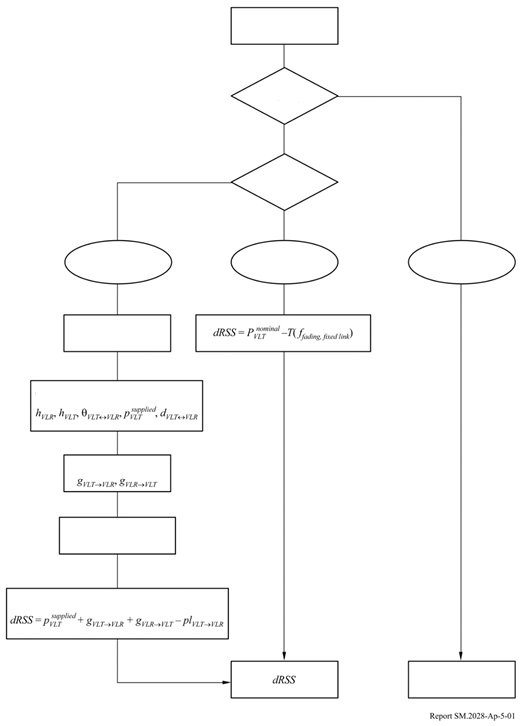 dRSS = P_VLT^nominal –T( f_fading, fixed link)
h_VLR, h_VLT, θ_VLT↔VLR, p_VLT^supplied, d_VLT↔VLR
g_VLT→VLR, g_VLR→VLT
dRSS = p_VLT^supplied + g_VLT→VLR + g_VLR→VLT – pl_VLT→VLR
dRSS
Report SM.2028-Ap-5-01